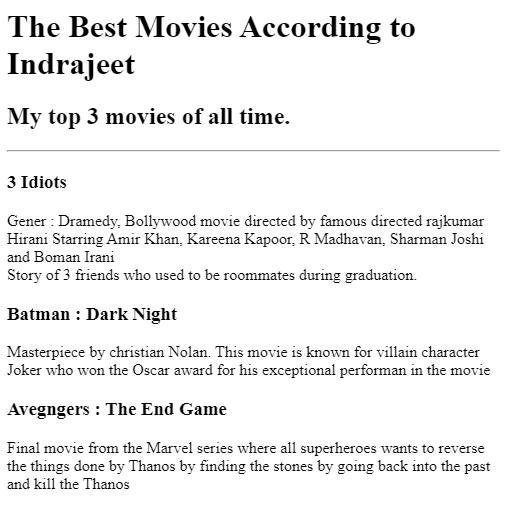 The Best Movies According to
Indrajeet
My top 3 movies of all time.
3 Idiots
Gener : Dramedy, Bollywood movie directed by famous directed rajkumar
Hirani Starring Amir Khan, Kareena Kapoor, R Madhavan, Sharman Joshi
and Boman Irani
Story of 3 friends who used to be roommates during graduation.
Batman : Dark Night
Masterpiece by christian Nolan. This movie is known for villain character
Joker who won the Oscar award for his exceptional performan in the movie
Avegngers : The End Game
Final movie from the Marvel series where all superheroes wants to reverse
the things done by Thanos by finding the stones by going back into the past
and kill the Thanos